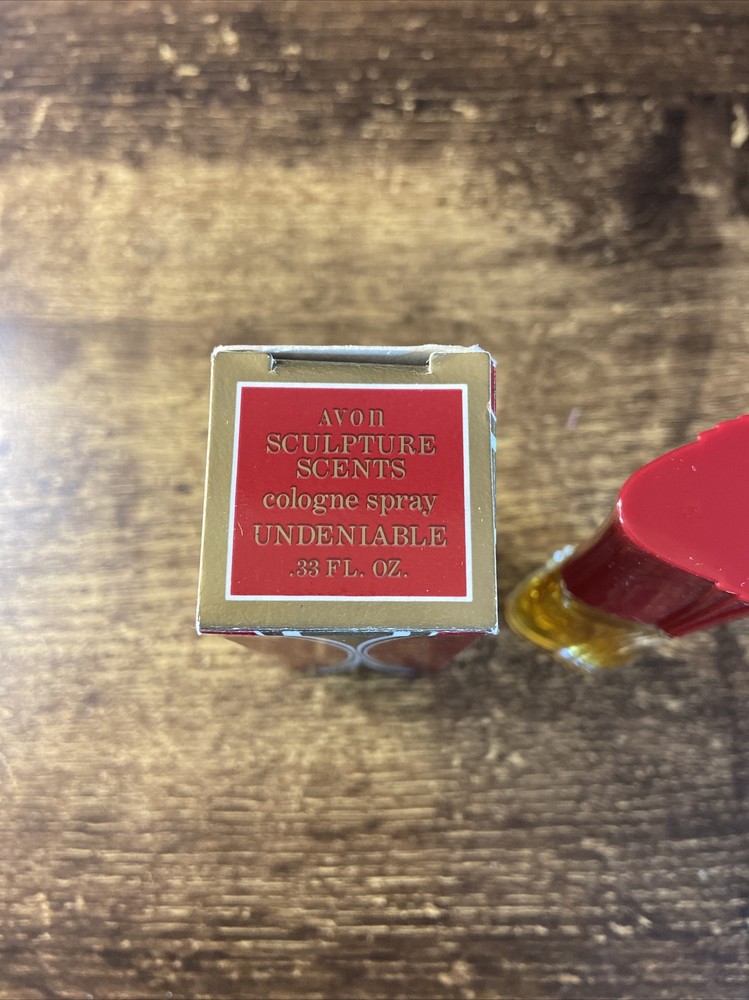 AVON
SCULPTURE
SCENTS
cologne spray
UNDENIABLE
.33 FL. OZ.